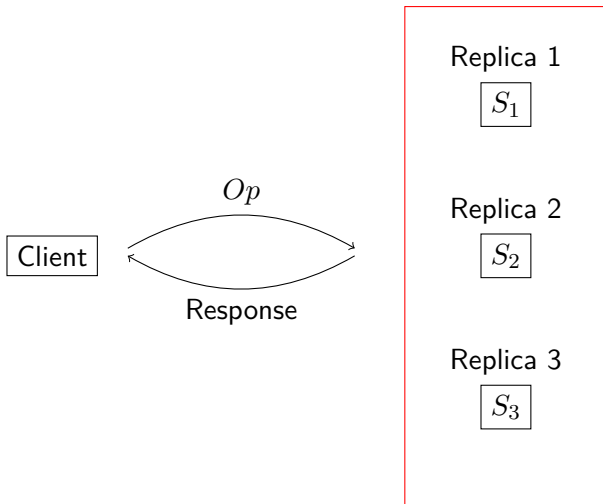 Replica 1
S₁
Op
Replica 2
Client
S₂
Response
Replica 3
S₃